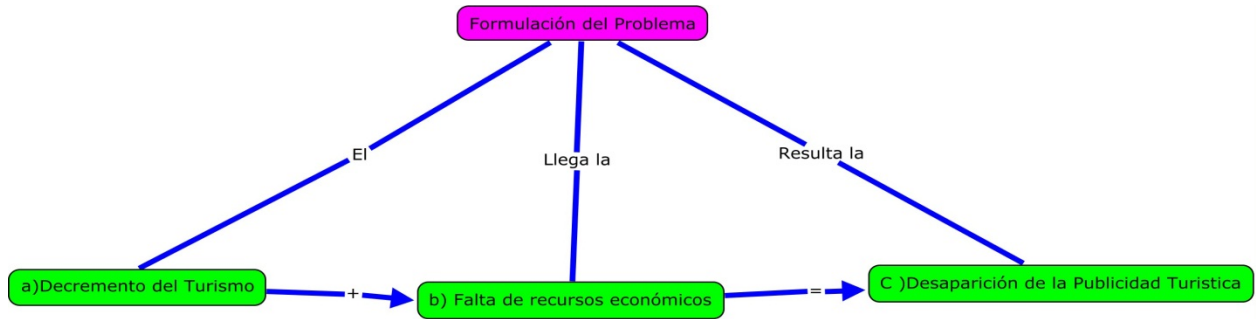 Formulación del Problema
El
Llega la
Resulta la
a)Decremento del Turismo
+
b) Falta de recursos económicos
=
C )Desaparición de la Publicidad Turistica